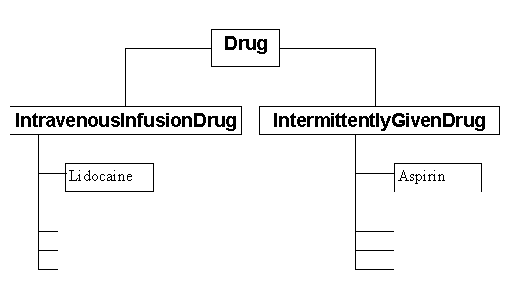 Drug
IntravenousInfusionDrug
IntermittentlyGivenDrug
Lidocaine
Aspirin